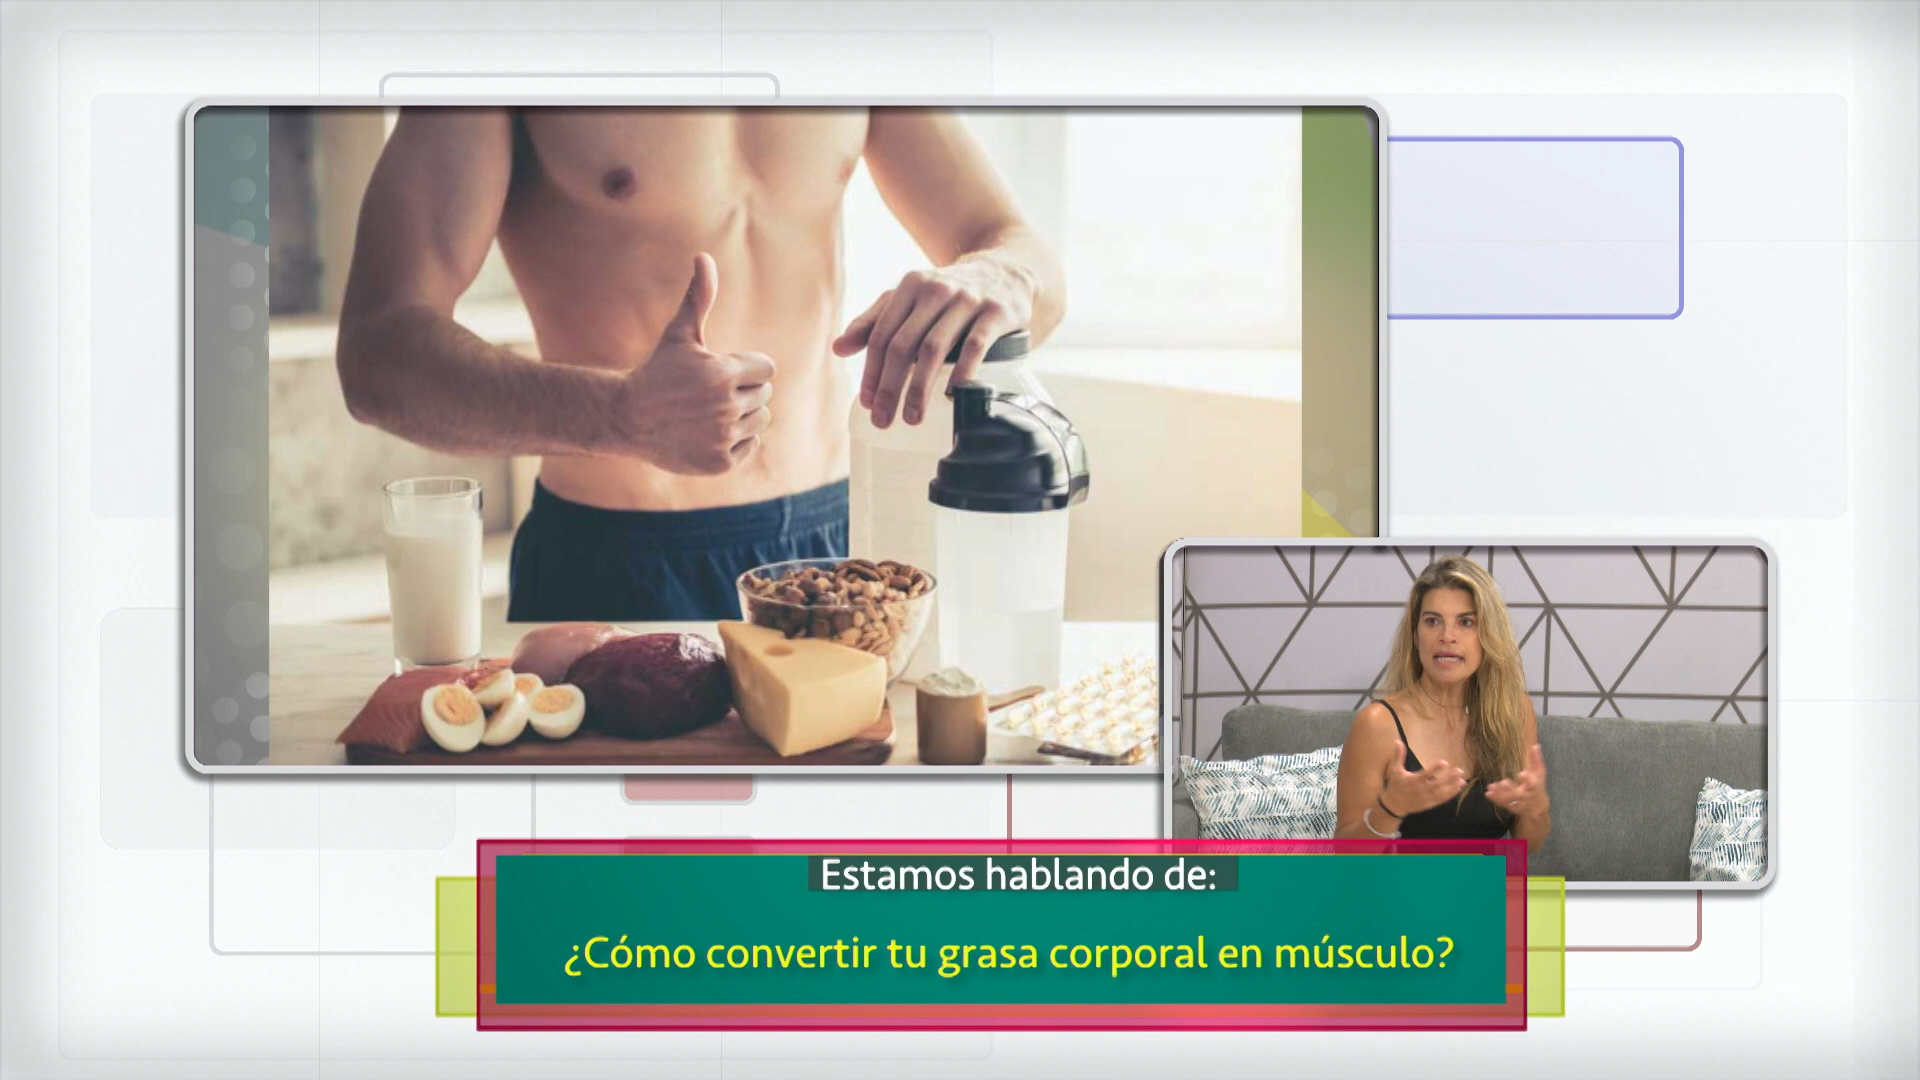 Estamos hablando de:
¿Cómo convertir tu grasa corporal en músculo?